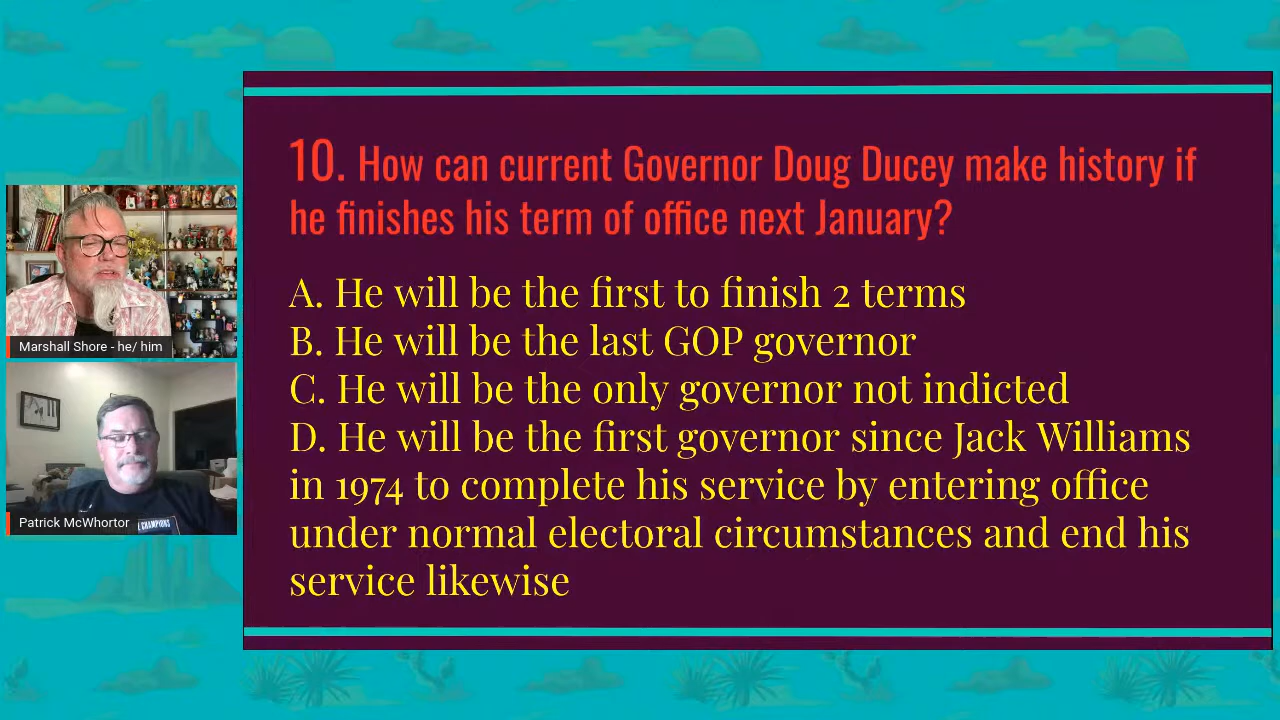 10. How can current Governor Doug Ducey make history if
he finishes his term of office next January?
A. He will be the first to finish 2 terms
B. He will be the last GOP governor
C. He will be the only governor not indicted
D. He will be the first governor since Jack Williams
in 1974 to complete his service by entering office
under normal electoral circumstances and end his
service likewise
Marshall Shore - he/ him
Patrick McWhortor
CHAMPIONS